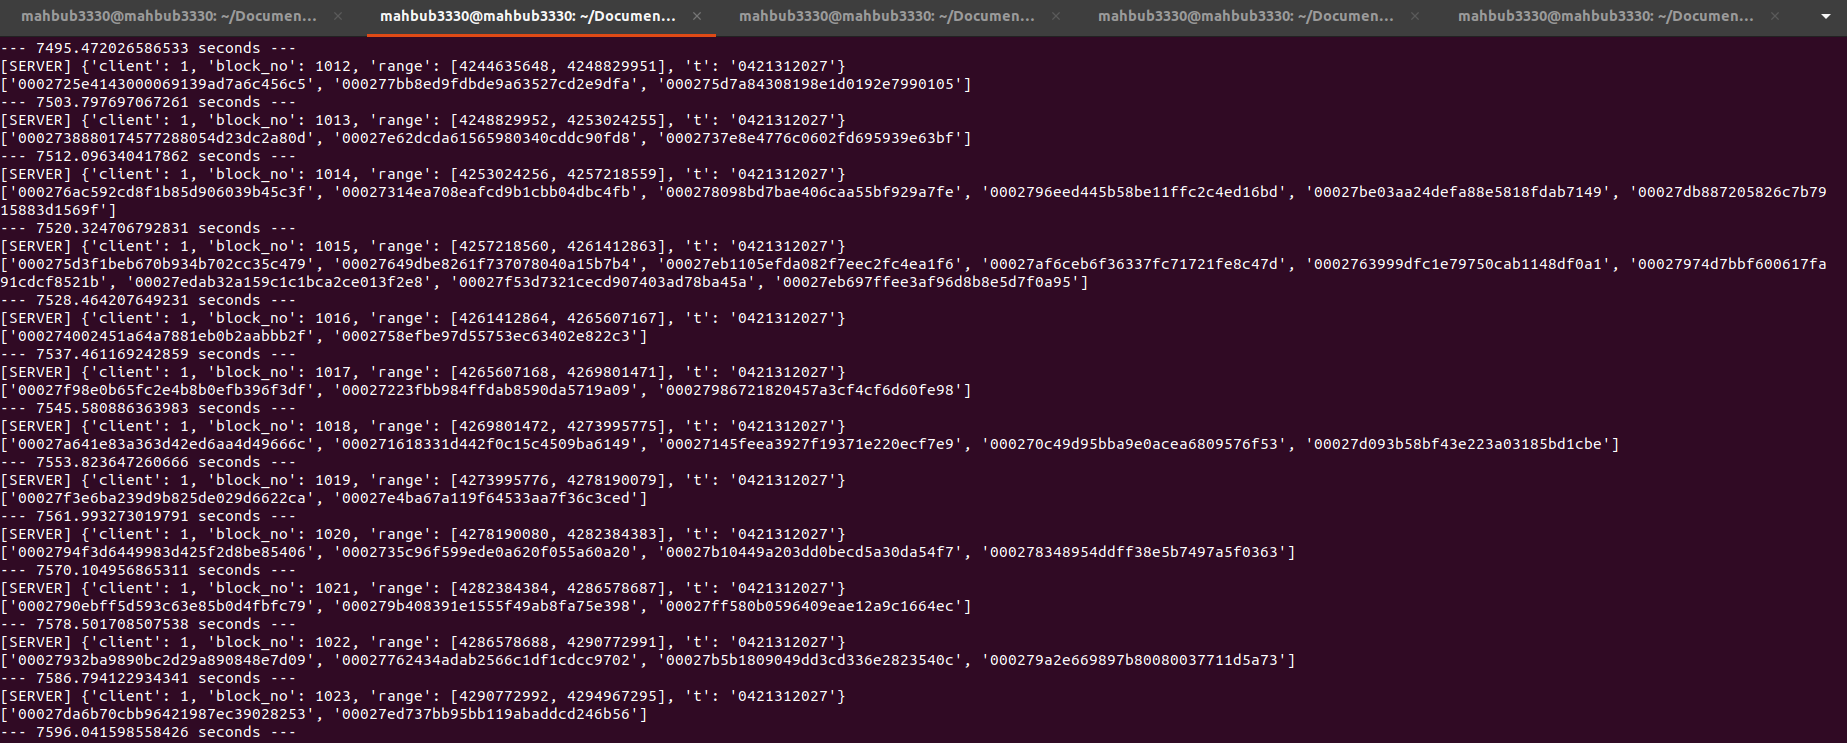 mahbub3330@mahbub3330: ~/Documen... × mahbub3330@mahbub3330: ~/Documen... × mahbub3330@mahbub3330: ~/Documen... × mahbub3330@mahbub3330: ~/Documen... × mahbub3330@mahbub3330: ~/Documen... ×
--- 7495.472026586533 seconds ---
[SERVER] {'client': 1, 'block_no': 1012, 'range': [4244635648, 4248829951], 't': '0421312027'}
['0002725e4143000069139ad7a6c456c5', '000277bb8ed9fdbde9a63527cd2e9dfa', '000275d7a84308198e1d0192e7990105']
--- 7503.797697067261 seconds ---
[SERVER] {'client': 1, 'block_no': 1013, 'range': [4248829952, 4253024255], 't': '0421312027'}
['0002738880174577288054d23dc2a80d', '00027e62dcda61565980340cddc90fd8', '0002737e8e4776c0602fd695939e63bf']
--- 7512.096340417862 seconds ---
[SERVER] {'client': 1, 'block_no': 1014, 'range': [4253024256, 4257218559], 't': '0421312027'}
['000276ac592cd8f1b85d906039b45c3f', '00027314ea708eafcd9b1cbb04dbc4fb', '000278098bd7bae406caa55bf929a7fe', '0002796eed445b58be11ffc2c4ed16bd', '00027be03aa24defa88e5818fdab7149', '00027db887205826c7b79
15883d1569f']
--- 7520.324706792831 seconds ---
[SERVER] {'client': 1, 'block_no': 1015, 'range': [4257218560, 4261412863], 't': '0421312027'}
['000275d3f1beb670b934b702cc35c479', '00027649dbe8261f737078040a15b7b4', '00027eb1105efda082f7eec2fc4ea1f6', '00027af6ceb6f36337fc71721fe8c47d', '0002763999dfc1e79750cab1148df0a1', '00027974d7bbf600617fa
91cdcf8521b', '00027edab32a159c1c1bca2ce013f2e8', '00027f53d7321cecd907403ad78ba45a', '00027eb697ffee3af96d8b8e5d7f0a95']
--- 7528.464207649231 seconds ---
[SERVER] {'client': 1, 'block_no': 1016, 'range': [4261412864, 4265607167], 't': '0421312027'}
['000274002451a64a7881eb0b2aabbb2f', '0002758efbe97d55753ec63402e822c3']
--- 7537.461169242859 seconds ---
[SERVER] {'client': 1, 'block_no': 1017, 'range': [4265607168, 4269801471], 't': '0421312027'}
['00027f98e0b65fc2e4b8b0efb396f3df', '00027223fbb984ffdab8590da5719a09', '00027986721820457a3cf4cf6d60fe98']
--- 7545.580886363983 seconds ---
[SERVER] {'client': 1, 'block_no': 1018, 'range': [4269801472, 4273995775], 't': '0421312027'}
['00027a641e83a363d42ed6aa4d49666c', '000271618331d442f0c15c4509ba6149', '00027145feea3927f19371e220ecf7e9', '000270c49d95bba9e0acea6809576f53', '00027d093b58bf43e223a03185bd1cbe']
--- 7553.823647260666 seconds ---
[SERVER] {'client': 1, 'block_no': 1019, 'range': [4273995776, 4278190079], 't': '0421312027'}
['00027f3e6ba239d9b825de029d6622ca', '00027e4ba67a119f64533aa7f36c3ced']
--- 7561.993273019791 seconds ---
[SERVER] {'client': 1, 'block_no': 1020, 'range': [4278190080, 4282384383], 't': '0421312027'}
['0002794f3d6449983d425f2d8be85406', '0002735c96f599ede0a620f055a60a20', '00027b10449a203dd0becd5a30da54f7', '000278348954ddff38e5b7497a5f0363']
--- 7570.104956865311 seconds ---
[SERVER] {'client': 1, 'block_no': 1021, 'range': [4282384384, 4286578687], 't': '0421312027'}
['0002790ebff5d593c63e85b0d4fbfc79', '000279b408391e1555f49ab8fa75e398', '00027ff580b0596409eae12a9c1664ec']
--- 7578.501708507538 seconds ---
[SERVER] {'client': 1, 'block_no': 1022, 'range': [4286578688, 4290772991], 't': '0421312027'}
['00027932ba9890bc2d29a890848e7d09', '00027762434adab2566c1df1cdcc9702', '00027b5b1809049dd3cd336e2823540c', '000279a2e669897b80080037711d5a73']
--- 7586.794122934341 seconds ---
[SERVER] {'client': 1, 'block_no': 1023, 'range': [4290772992, 4294967295], 't': '0421312027'}
['00027da6b70cbb96421987ec39028253', '00027ed737bb95bb119abaddcd246b56']
--- 7596.041598558426 seconds ---